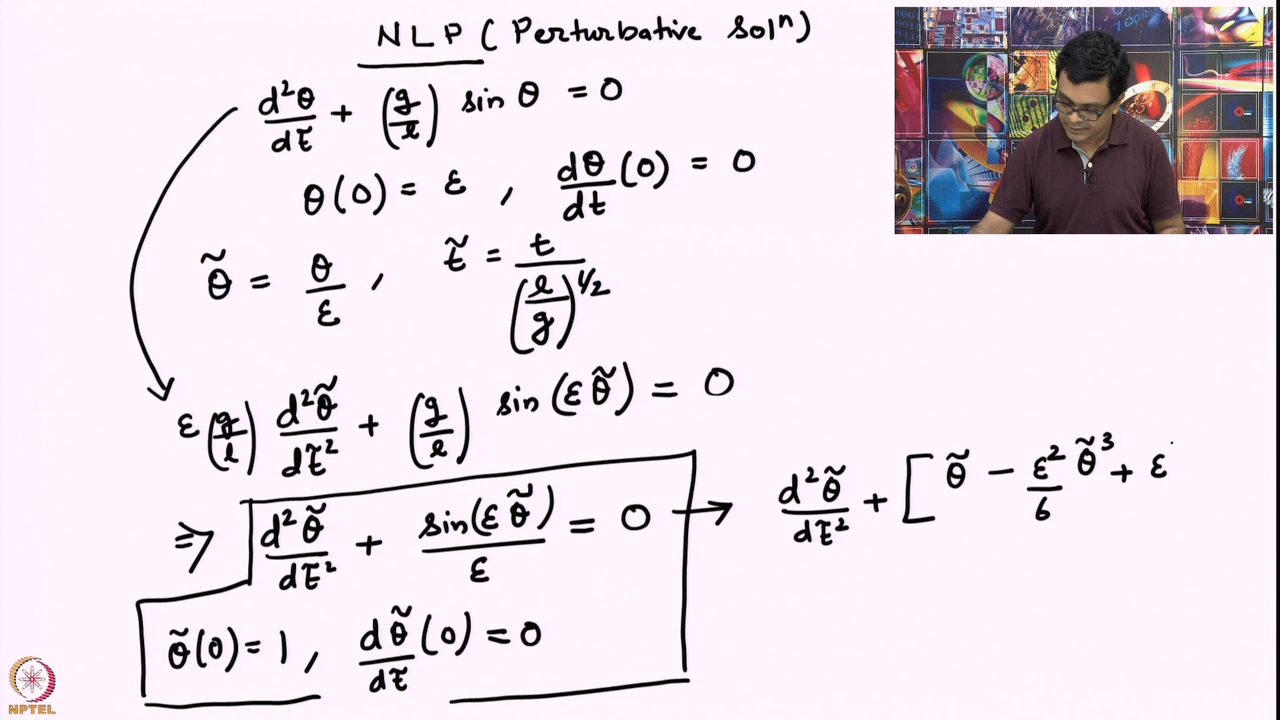 NLP (Perturbative Solⁿ)
d²θ/dt̄ + (g/l) sin θ = 0
θ(0) = ε , dθ/dt (0) = 0
θ̃ = θ/ε , t̃ = t/(l/g)^1/2
ε(g/l) d²θ̃/dt̃² + (g/l) sin(εθ̃) = 0
⇒ d²θ̃/dt̃² + sin(εθ̃)/ε = 0 → d²θ̃/dt̃² + [ θ̃ − ε²/6 θ̃³ + ε
θ̃(0) = 1 , dθ̃/dt̃ (0) = 0
NPTEL